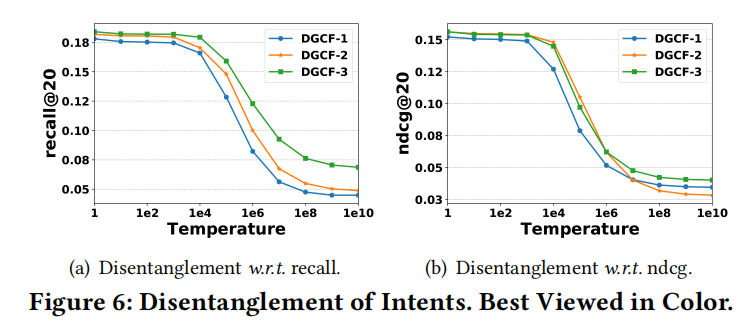 recall@20
0.18
0.15
0.12
0.10
0.08
0.05
DGCF-1
DGCF-2
DGCF-3
1 1e2 1e4 1e6 1e8 1e10
Temperature
(a) Disentanglement w.r.t. recall.
ndcg@20
0.15
0.12
0.10
0.08
0.05
0.03
DGCF-1
DGCF-2
DGCF-3
1 1e2 1e4 1e6 1e8 1e10
Temperature
(b) Disentanglement w.r.t. ndcg.
Figure 6: Disentanglement of Intents. Best Viewed in Color.